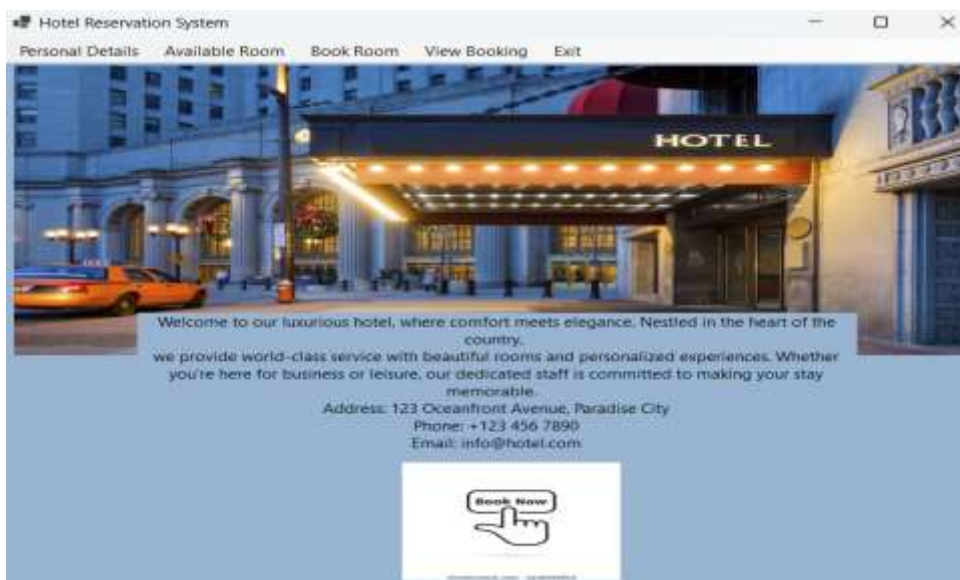 Hotel Reservation System
Personal Details Available Room Book Room View Booking Exit
HOTEL
Welcome to our luxurious hotel, where comfort meets elegance. Nestled in the heart of the
country,
we provide world-class service with beautiful rooms and personalized experiences. Whether
you're here for business or leisure, our dedicated staff is committed to making your stay
memorable.
Address: 123 Oceanfront Avenue, Paradise City
Phone: +123 456 7890
Email: info@hotel.com
Book Now